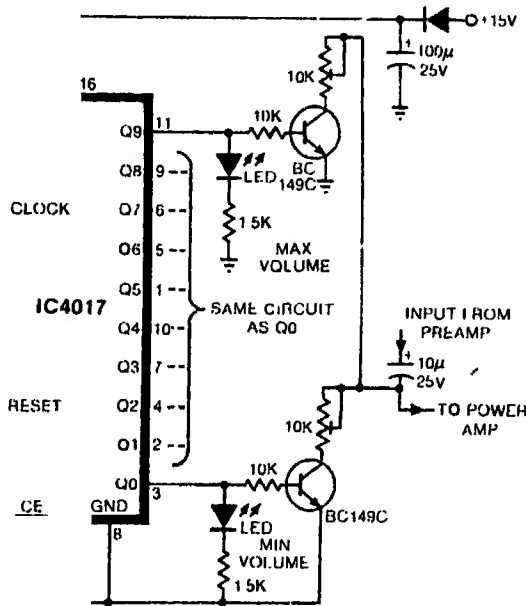 +15V
+
100µ
25V
10K
16
Q9
11
10K
BC
149C
LED
Q8
9
CLOCK
Q7
6
1.5K
MAX
VOLUME
Q6
5
Q5
1
IC4017
SAME CIRCUIT
AS Q0
Q4
10
INPUT FROM
PREAMP
+
10µ
25V
Q3
7
RESET
Q2
4
TO POWER
AMP
10K
Q1
2
Q0
3
10K
CE
GND
8
BC149C
LED
MIN
VOLUME
1.5K